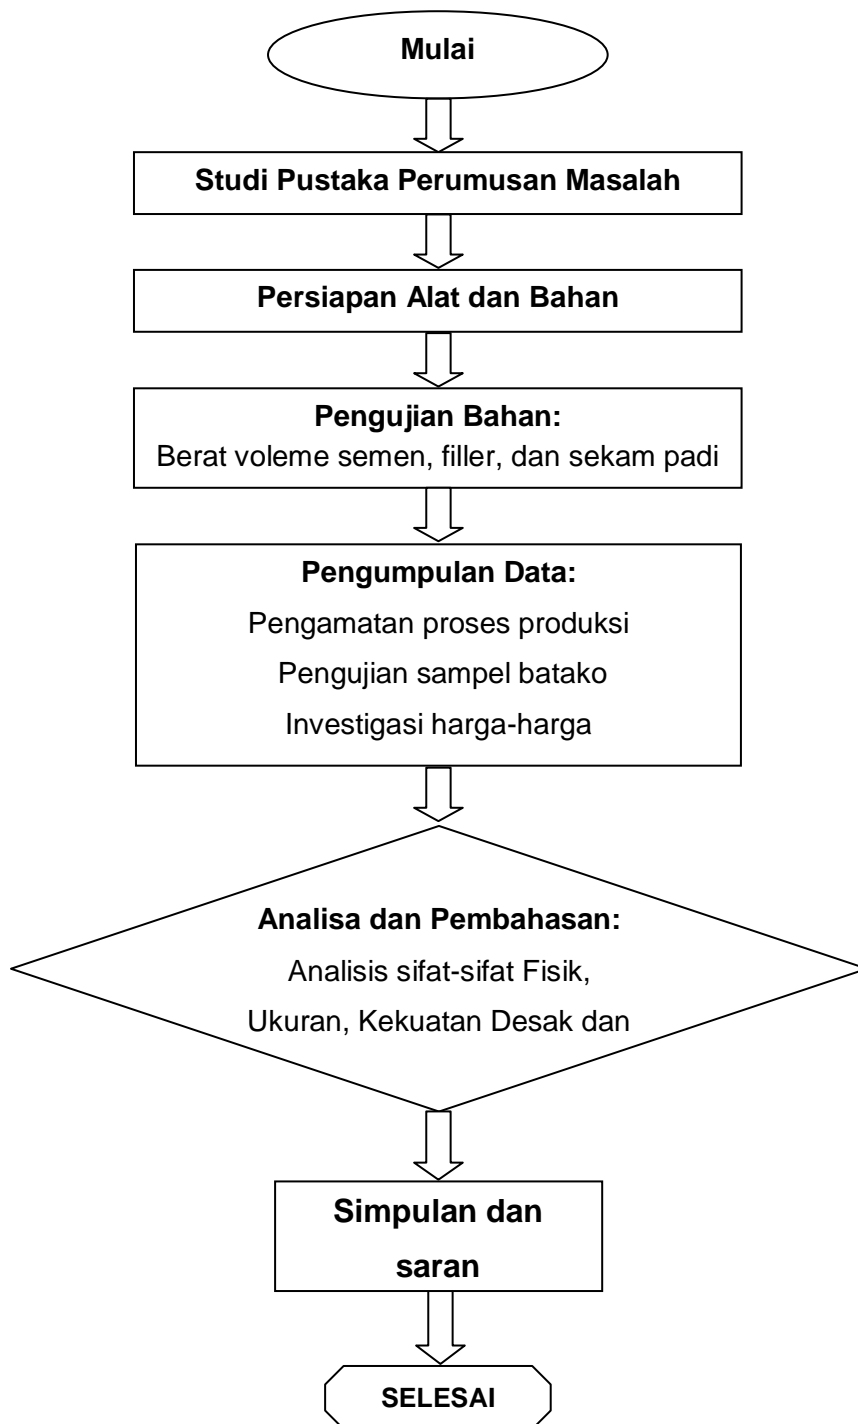 Mulai
Studi Pustaka Perumusan Masalah
Persiapan Alat dan Bahan
Pengujian Bahan:
Berat voleme semen, filler, dan sekam padi
Pengumpulan Data:
Pengamatan proses produksi
Pengujian sampel batako
Investigasi harga-harga
Analisa dan Pembahasan:
Analisis sifat-sifat Fisik,
Ukuran, Kekuatan Desak dan
Simpulan dan
saran
SELESAI